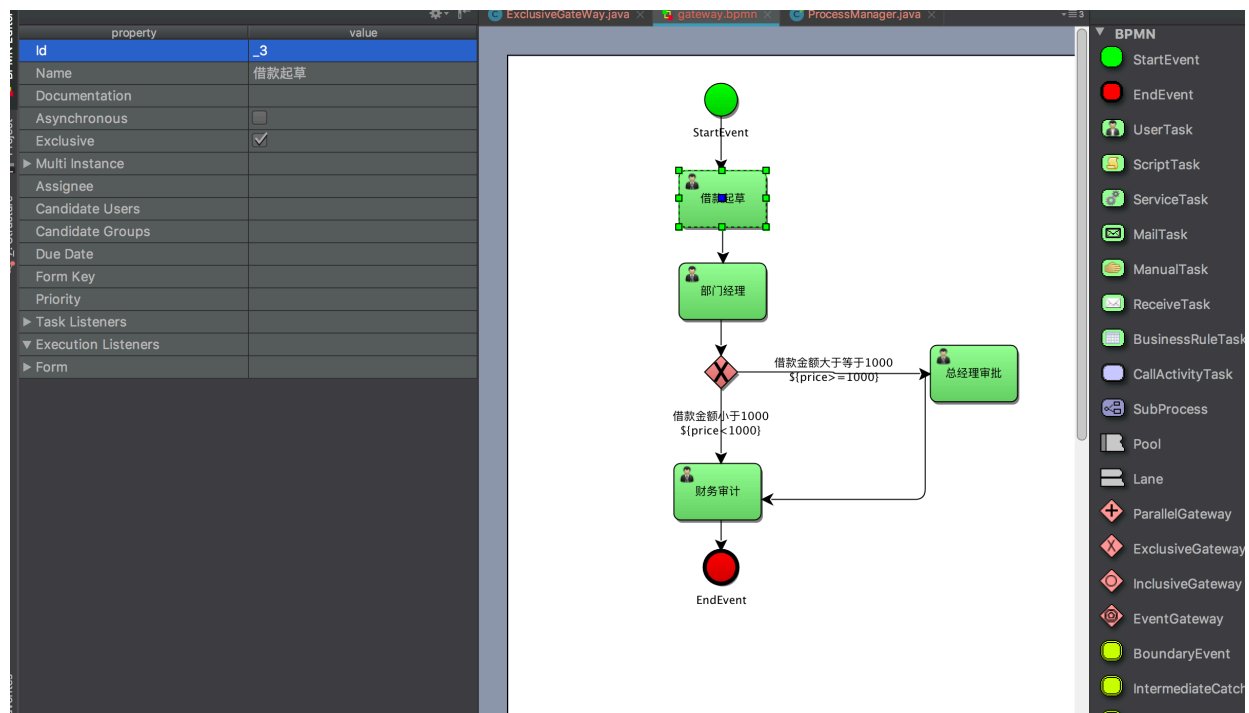 ExclusiveGateWay.java
gateway.bpmn
ProcessManager.java
3
property value
Id _3
Name 借款起草
Documentation
Asynchronous
Exclusive
Multi Instance
Assignee
Candidate Users
Candidate Groups
Due Date
Form Key
Priority
Task Listeners
Execution Listeners
Form
StartEvent
借款起草
部门经理
借款金额大于等于1000
${price>=1000}
总经理审批
借款金额小于1000
${price<1000}
财务审计
EndEvent
BPMN
StartEvent
EndEvent
UserTask
ScriptTask
ServiceTask
MailTask
ManualTask
ReceiveTask
BusinessRuleTask
CallActivityTask
SubProcess
Pool
Lane
ParallelGateway
ExclusiveGateway
InclusiveGateway
EventGateway
BoundaryEvent
IntermediateCatch